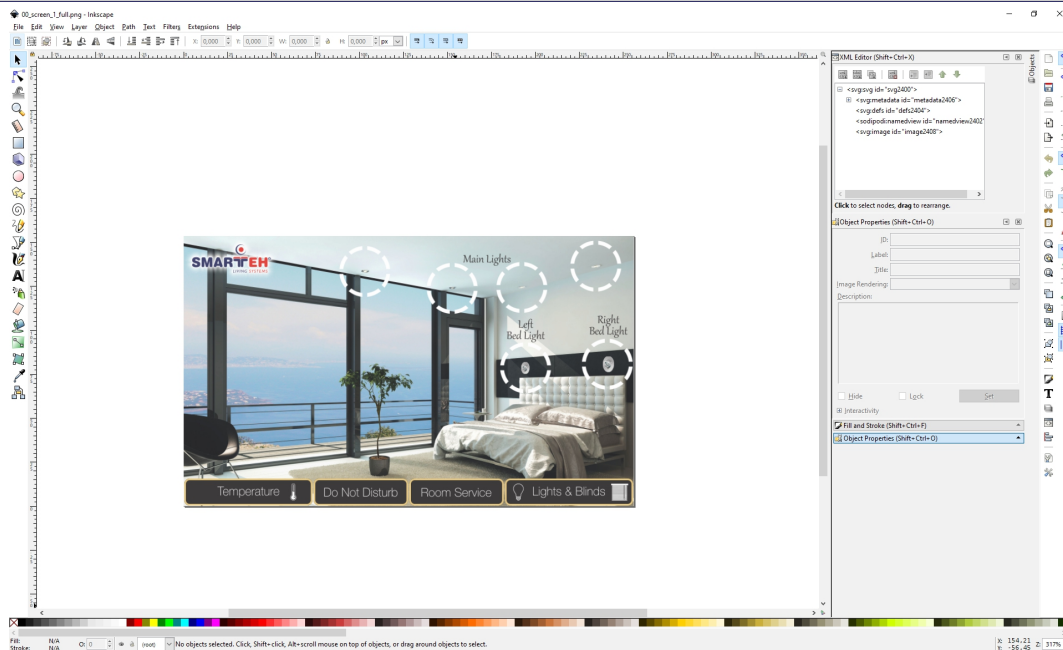 00_screen_1_full.png - Inkscape
File Edit View Layer Object Path Text Filters Extensions Help
X: 0,000 Y: 0,000 W: 0,000 H: 0,000 px
XML Editor (Shift+Ctrl+X)
Objects
Objects
<svg:svg id="svg2400">
<svg:metadata id="metadata2406">
<svg:defs id="defs2404">
<sodipodi:namedview id="namedview2402"
<svg:image id="image2408">
Click to select nodes, drag to rearrange.
Object Properties (Shift+Ctrl+O)
ID:
Label:
Title:
Image Rendering:
Description:
Hide Lock Set
Interactivity
Fill and Stroke (Shift+Ctrl+F)
Object Properties (Shift+Ctrl+O)
SMARTEH
LIVING SYSTEMS
Main Lights
Left
Bed Light
Right
Bed Light
Temperature Do Not Disturb Room Service Lights & Blinds
Fill: N/A
Stroke: N/A
O: 0 (root) No objects selected. Click, Shift+click, Alt+scroll mouse on top of objects, or drag around objects to select.
X: 154.21
Y: -56.45
Z: 317%